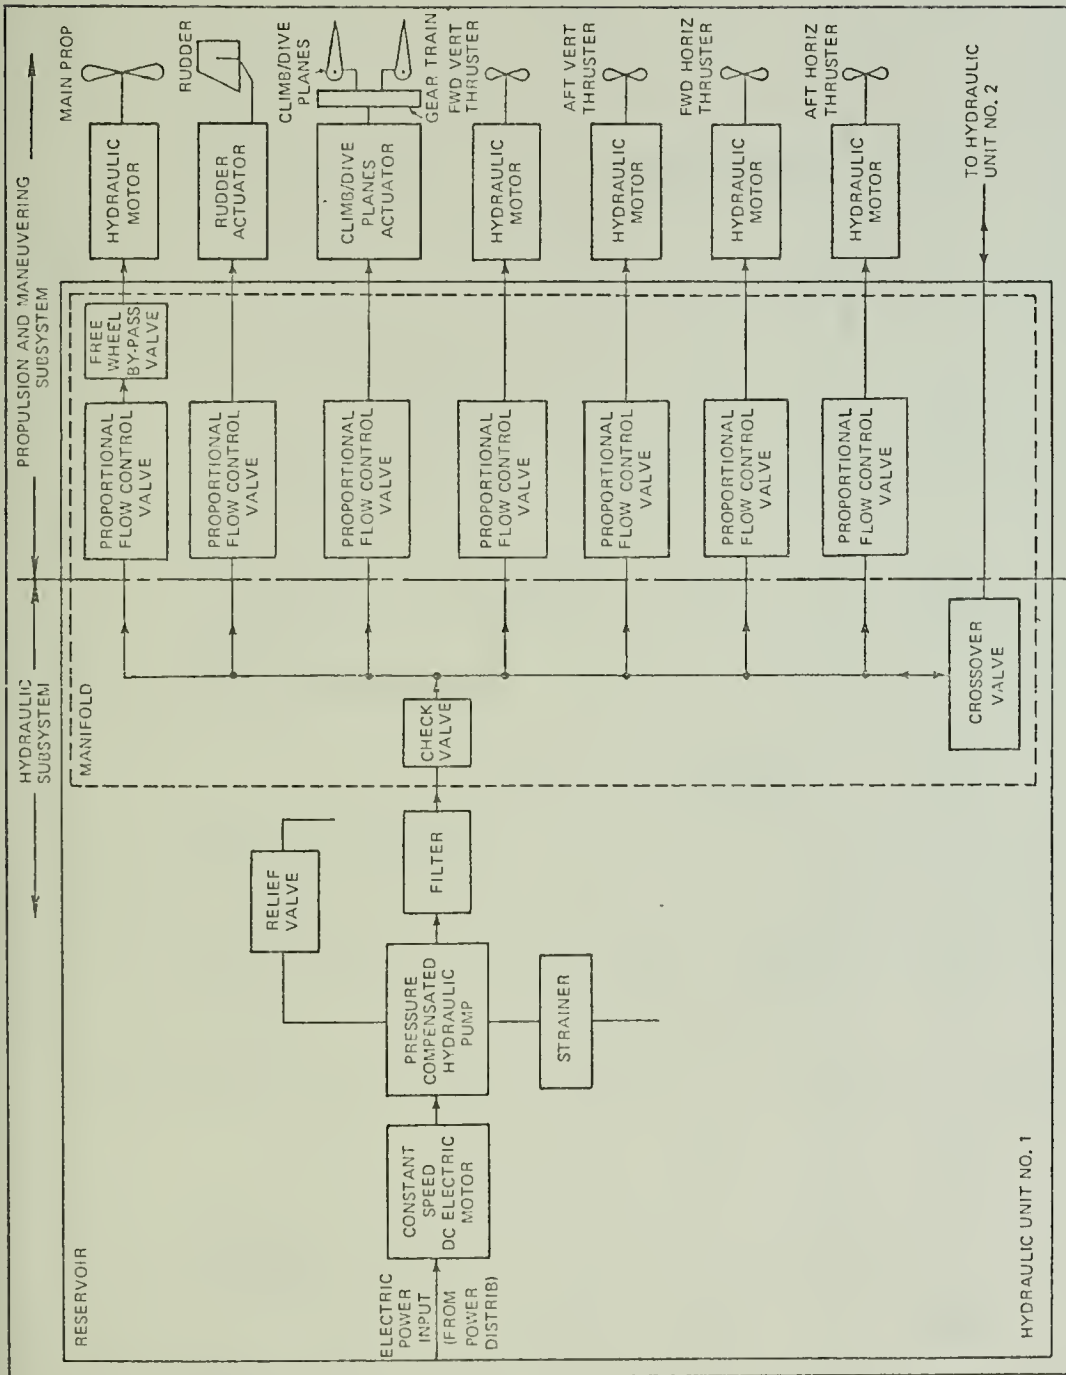 HYDRAULIC
SUBSYSTEM
PROPULSION AND MANEUVERING
SUBSYSTEM
RESERVOIR
ELECTRIC
POWER
INPUT
(FROM
POWER
DISTRIB)
CONSTANT
SPEED
DC ELECTRIC
MOTOR
PRESSURE
COMPENSATED
HYDRAULIC
PUMP
RELIEF
VALVE
STRAINER
FILTER
MANIFOLD
CHECK
VALVE
CROSSOVER
VALVE
PROPORTIONAL
FLOW CONTROL
VALVE
FREE
WHEEL
BY-PASS
VALVE
HYDRAULIC
MOTOR
MAIN PROP
PROPORTIONAL
FLOW CONTROL
VALVE
RUDDER
ACTUATOR
RUDDER
PROPORTIONAL
FLOW CONTROL
VALVE
CLIMB/DIVE
PLANES
ACTUATOR
CLIMB/DIVE
PLANES
GEAR TRAIN
PROPORTIONAL
FLOW CONTROL
VALVE
HYDRAULIC
MOTOR
FWD VERT
THRUSTER
PROPORTIONAL
FLOW CONTROL
VALVE
HYDRAULIC
MOTOR
AFT VERT
THRUSTER
PROPORTIONAL
FLOW CONTROL
VALVE
HYDRAULIC
MOTOR
FWD HORIZ
THRUSTER
PROPORTIONAL
FLOW CONTROL
VALVE
HYDRAULIC
MOTOR
AFT HORIZ
THRUSTER
TO HYDRAULIC
UNIT NO. 2
HYDRAULIC UNIT NO. 1